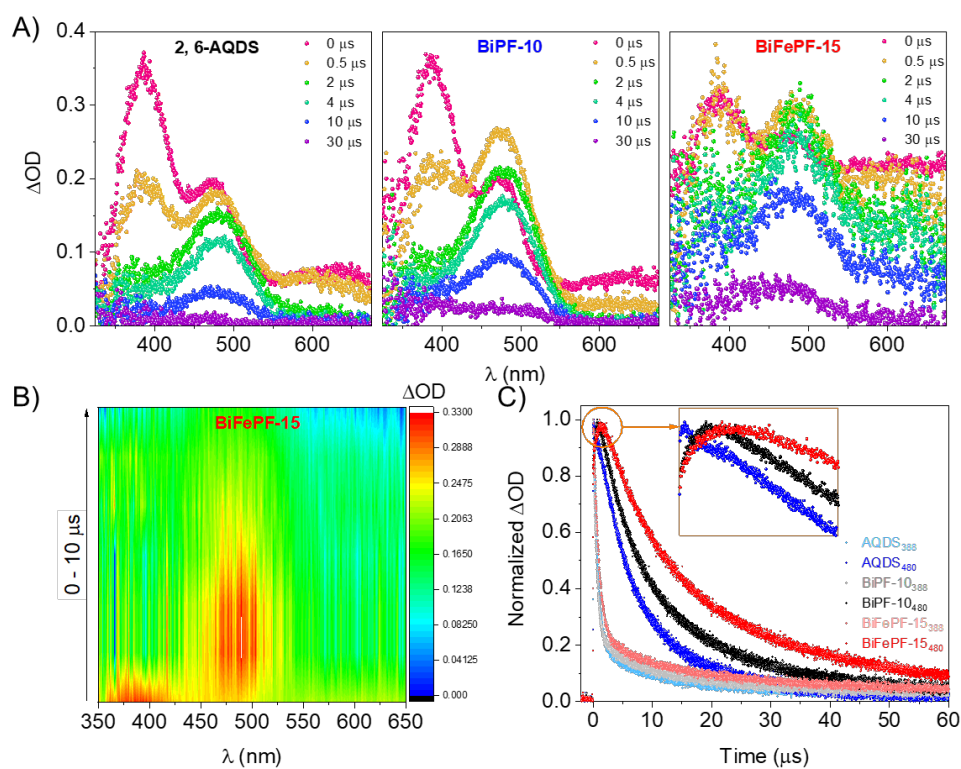 A)
2, 6-AQDS
0 μs
0.5 μs
2 μs
4 μs
10 μs
30 μs
BiPF-10
0 μs
0.5 μs
2 μs
4 μs
10 μs
30 μs
BiFePF-15
0 μs
0.5 μs
2 μs
4 μs
10 μs
30 μs
ΔOD
0.4
0.3
0.2
0.1
0.0
400 500 600
400 500 600
400 500 600
λ (nm)
B)
BiFePF-15
0 - 10 μs
350 400 450 500 550 600 650
λ (nm)
ΔOD
0.3300
0.2888
0.2475
0.2063
0.1650
0.1238
0.08250
0.04125
0.000
C)
Normalized ΔOD
1.0
0.8
0.6
0.4
0.2
0.0
AQDS388
AQDS480
BiPF-10388
BiPF-10480
BiFePF-15388
BiFePF-15480
0 10 20 30 40 50 60
Time (μs)